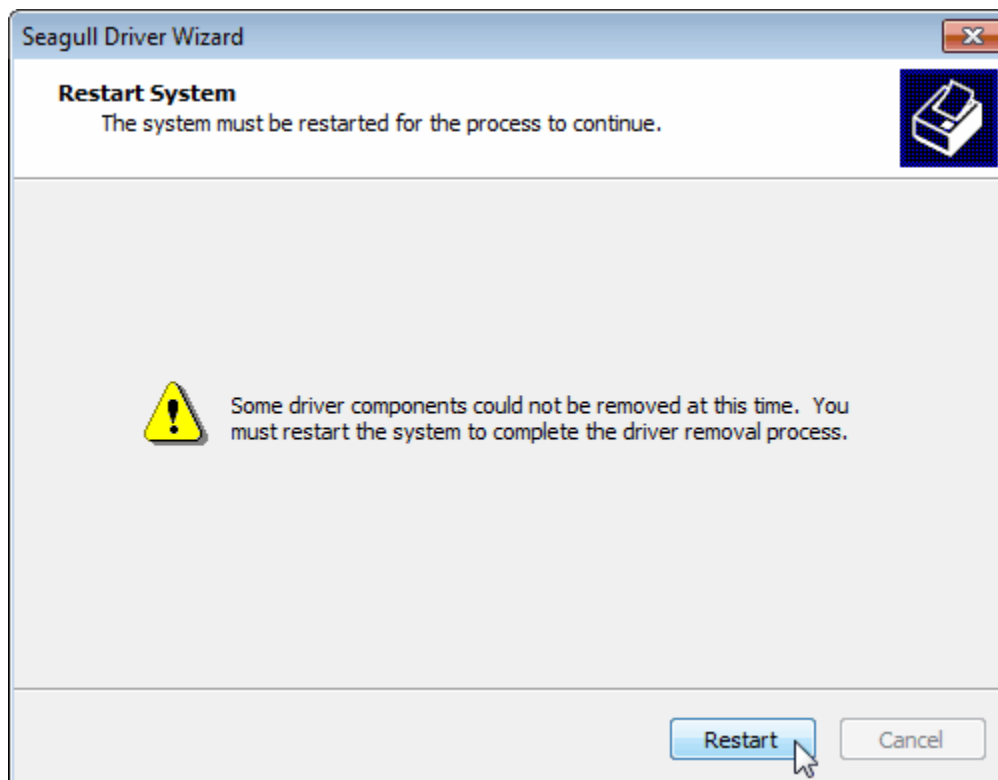 Seagull Driver Wizard
Restart System
The system must be restarted for the process to continue.
Some driver components could not be removed at this time.  You
must restart the system to complete the driver removal process.
Restart
Cancel